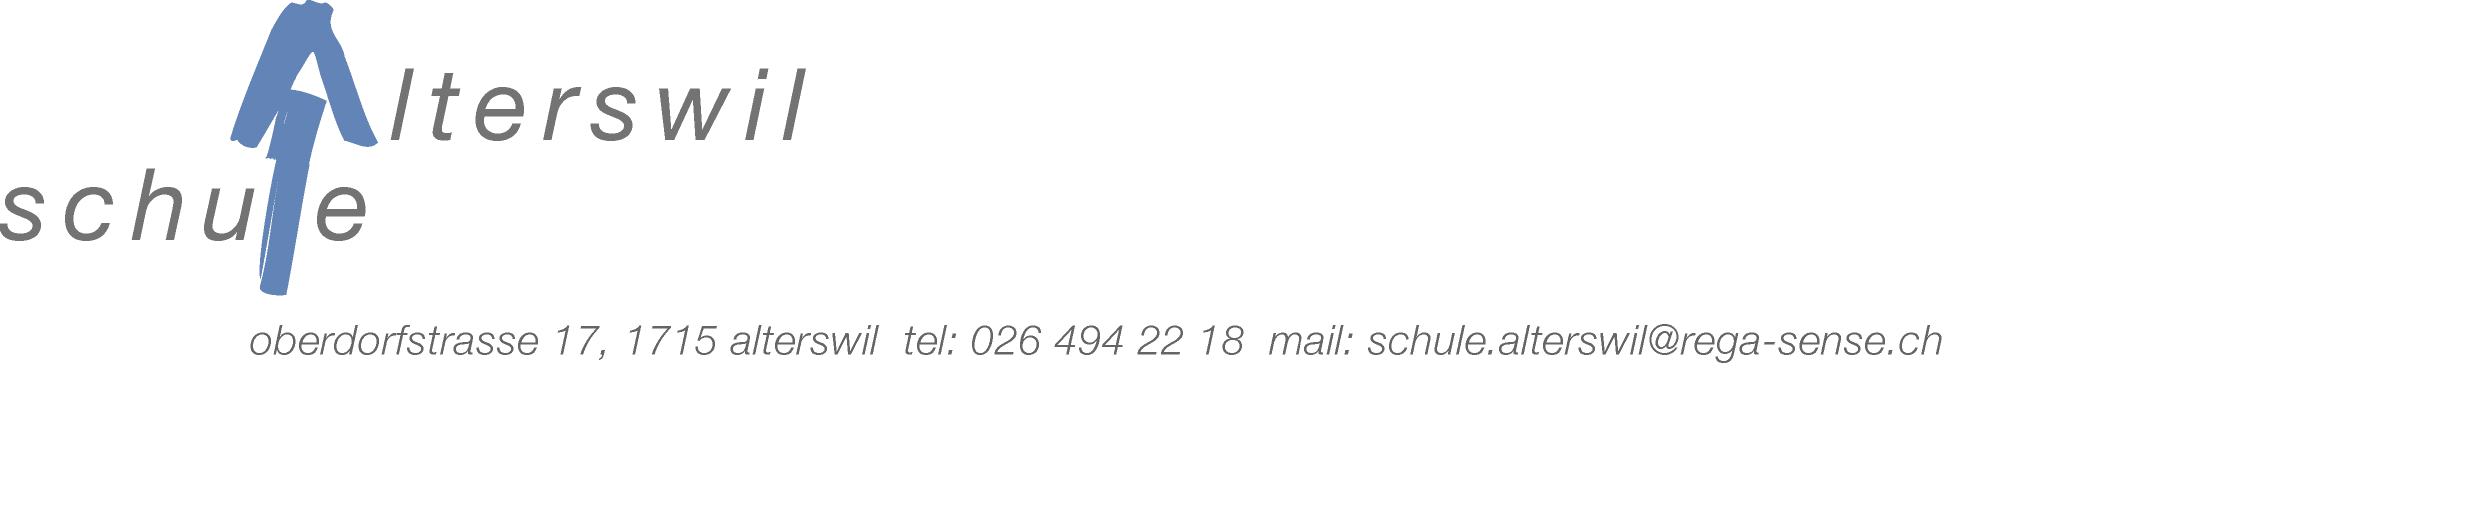 Alterswil
schule
oberdorfstrasse 17, 1715 alterswil  tel: 026 494 22 18  mail: schule.alterswil@rega-sense.ch